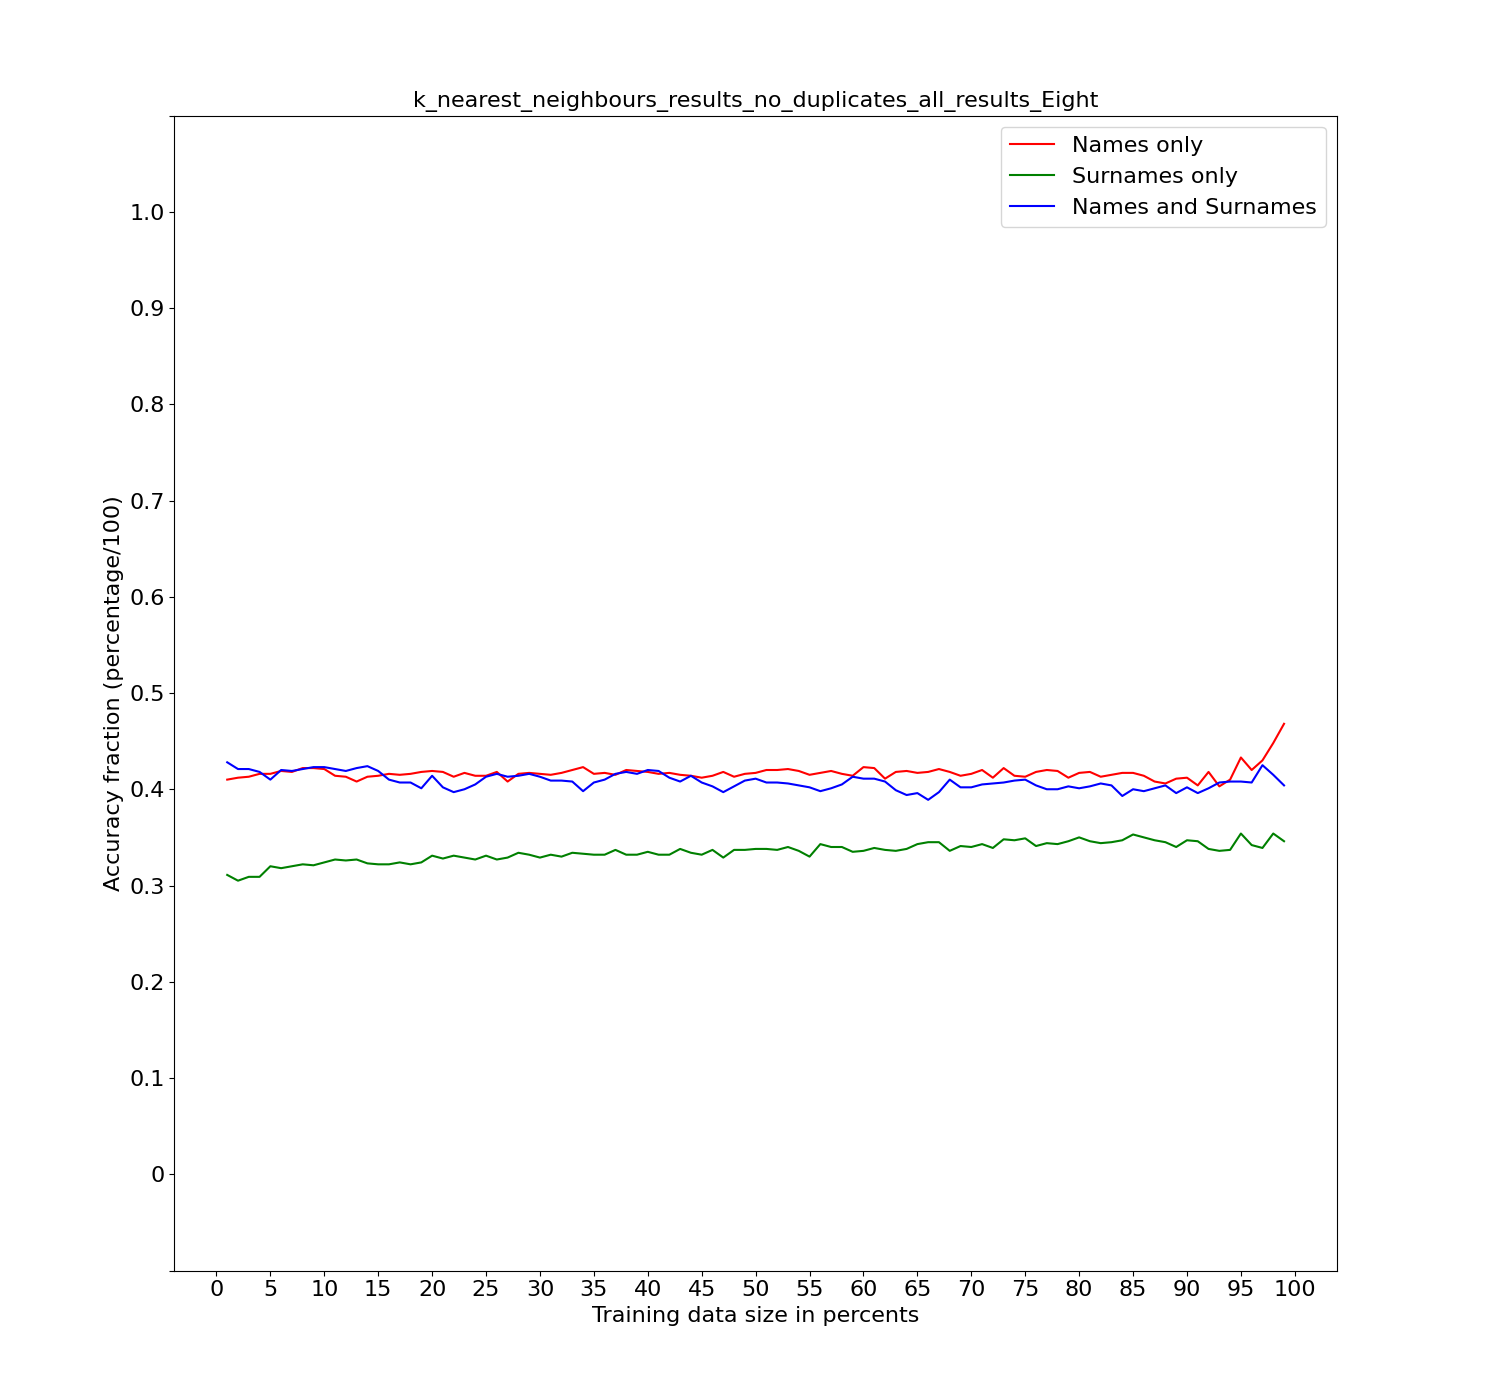 k_nearest_neighbours_results_no_duplicates_all_results_Eight
Names only
Surnames only
Names and Surnames
1.0
0.9
0.8
0.7
0.6
0.5
0.4
0.3
0.2
0.1
0
Accuracy fraction (percentage/100)
0 5 10 15 20 25 30 35 40 45 50 55 60 65 70 75 80 85 90 95 100
Training data size in percents